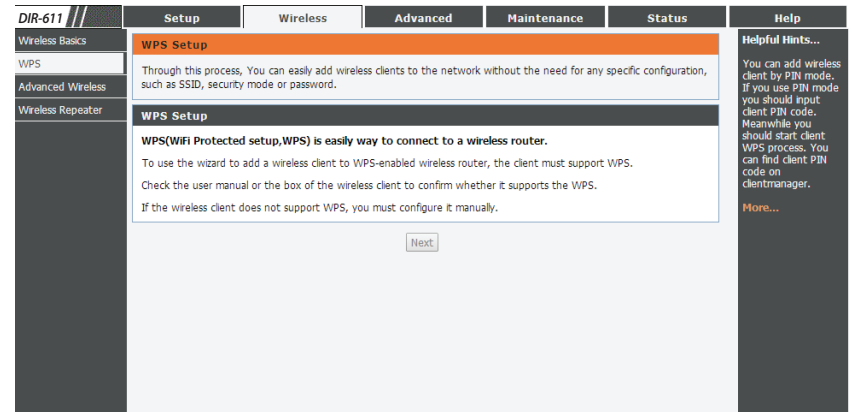 DIR-611
Setup
Wireless
Advanced
Maintenance
Status
Help
Wireless Basics
WPS
Advanced Wireless
Wireless Repeater
WPS Setup
Through this process, You can easily add wireless clients to the network without the need for any specific configuration,
such as SSID, security mode or password.
WPS Setup
WPS(WiFi Protected setup,WPS) is easily way to connect to a wireless router.
To use the wizard to add a wireless client to WPS-enabled wireless router, the client must support WPS.
Check the user manual or the box of the wireless client to confirm whether it supports the WPS.
If the wireless client does not support WPS, you must configure it manually.
Next
Helpful Hints...
You can add wireless
client by PIN mode.
If you use PIN mode
you should input
client PIN code.
Meanwhile you
should start client
WPS process. You
can find client PIN
code on
clientmanager.
More...